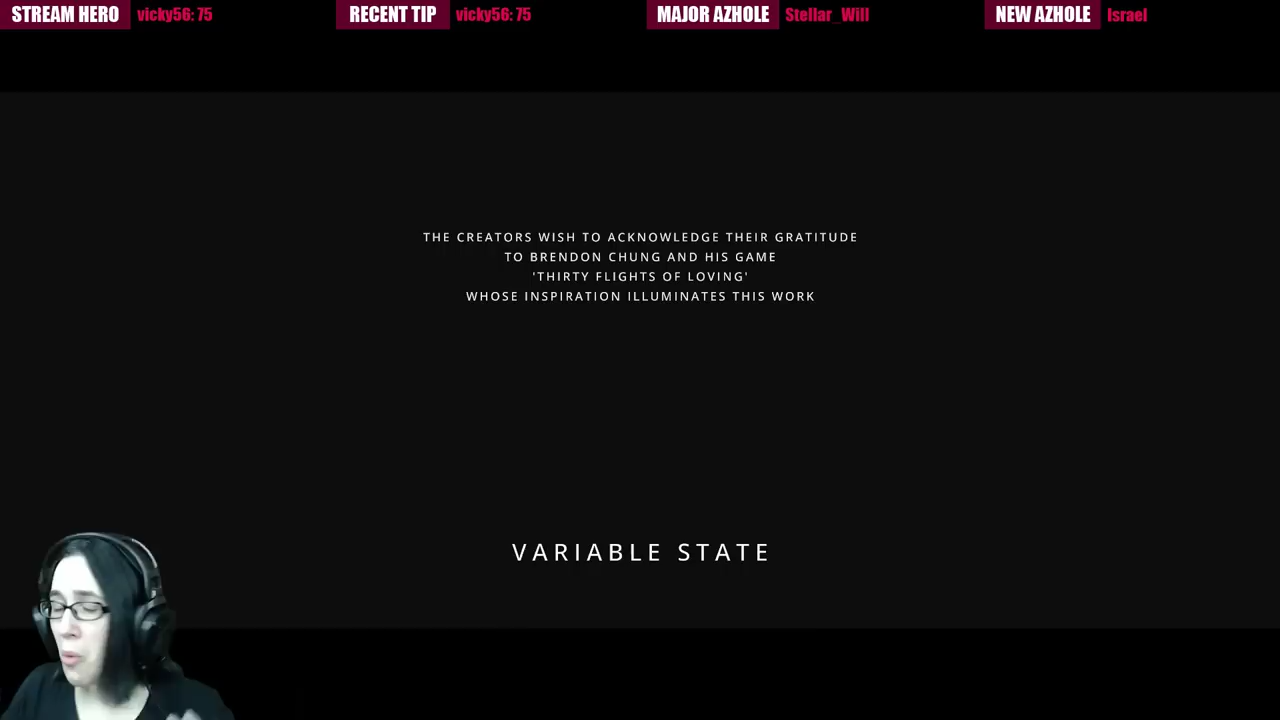 STREAM HERO vicky56: 75 RECENT TIP vicky56: 75 MAJOR AZHOLE Stellar_Will NEW AZHOLE Israel
THE CREATORS WISH TO ACKNOWLEDGE THEIR GRATITUDE
TO BRENDON CHUNG AND HIS GAME
'THIRTY FLIGHTS OF LOVING'
WHOSE INSPIRATION ILLUMINATES THIS WORK
VARIABLE STATE